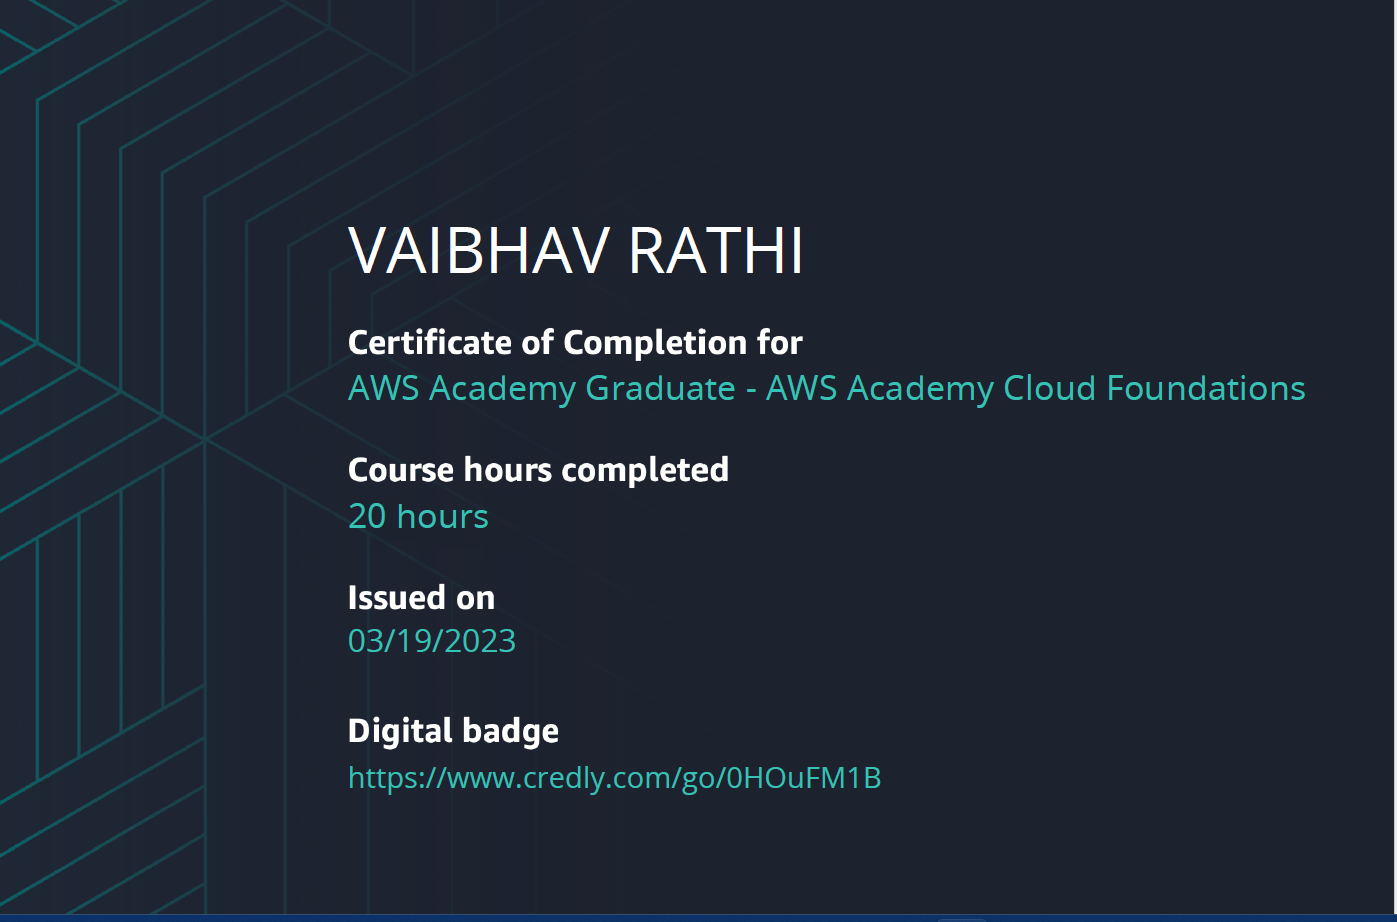 VAIBHAV RATHI
Certificate of Completion for
AWS Academy Graduate - AWS Academy Cloud Foundations
Course hours completed
20 hours
Issued on
03/19/2023
Digital badge
https://www.credly.com/go/0HOuFM1B